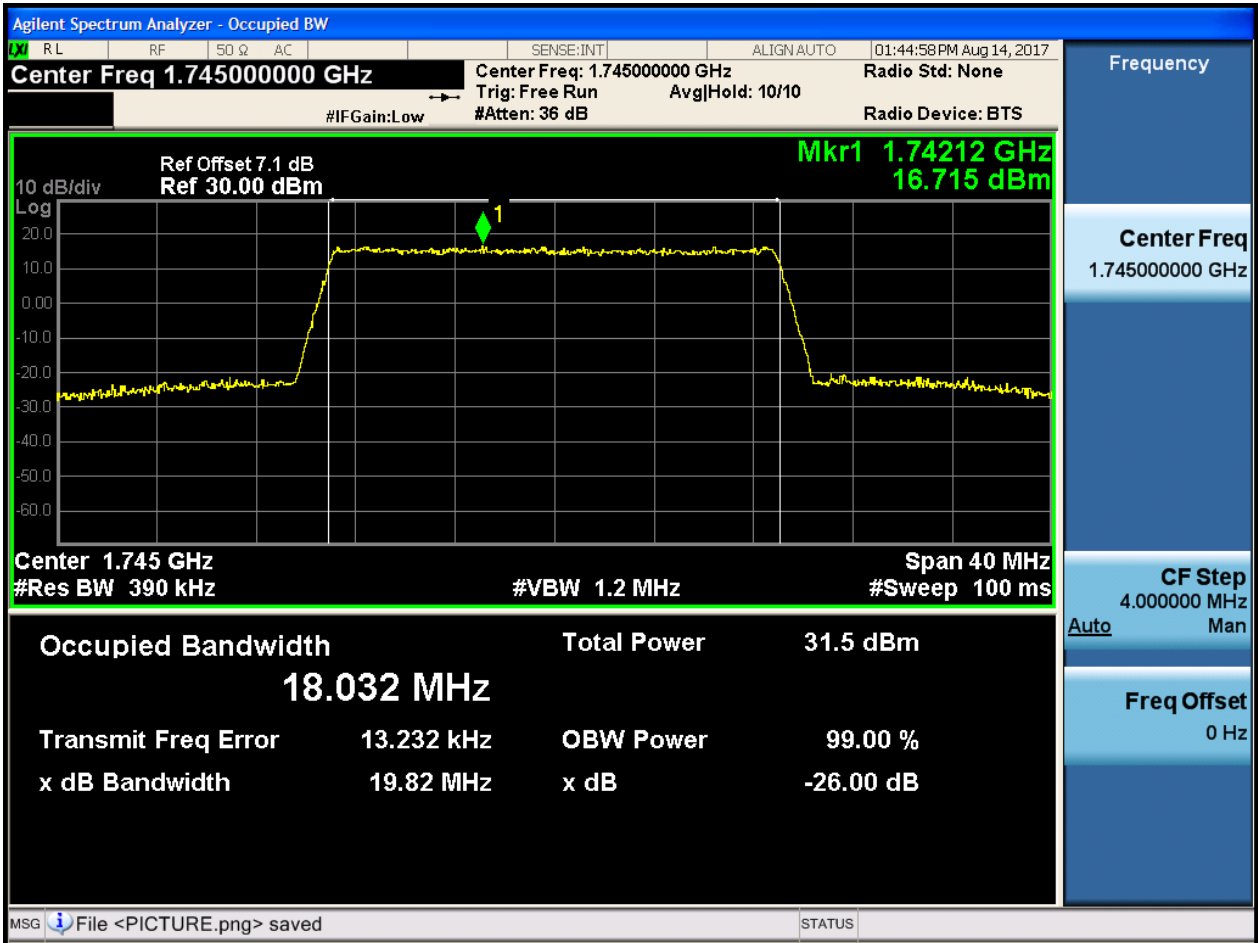 Agilent Spectrum Analyzer - Occupied BW
LXI RL RF 50 Ω AC SENSE:INT ALIGN AUTO 01:44:58 PM Aug 14, 2017
Center Freq 1.745000000 GHz
Center Freq: 1.745000000 GHz
Radio Std: None
Trig: Free Run Avg|Hold: 10/10
#IFGain:Low
#Atten: 36 dB
Radio Device: BTS
Mkr1 1.74212 GHz
16.715 dBm
Ref Offset 7.1 dB
10 dB/div Ref 30.00 dBm
Log
1
20.0
10.0
0.00
-10.0
-20.0
-30.0
-40.0
-50.0
-60.0
Center 1.745 GHz Span 40 MHz
#Res BW 390 kHz #VBW 1.2 MHz #Sweep 100 ms
Occupied Bandwidth Total Power 31.5 dBm
18.032 MHz
Transmit Freq Error 13.232 kHz OBW Power 99.00 %
x dB Bandwidth 19.82 MHz x dB -26.00 dB
Frequency
Center Freq
1.745000000 GHz
CF Step
4.000000 MHz
Auto Man
Freq Offset
0 Hz
MSG File <PICTURE.png> saved STATUS